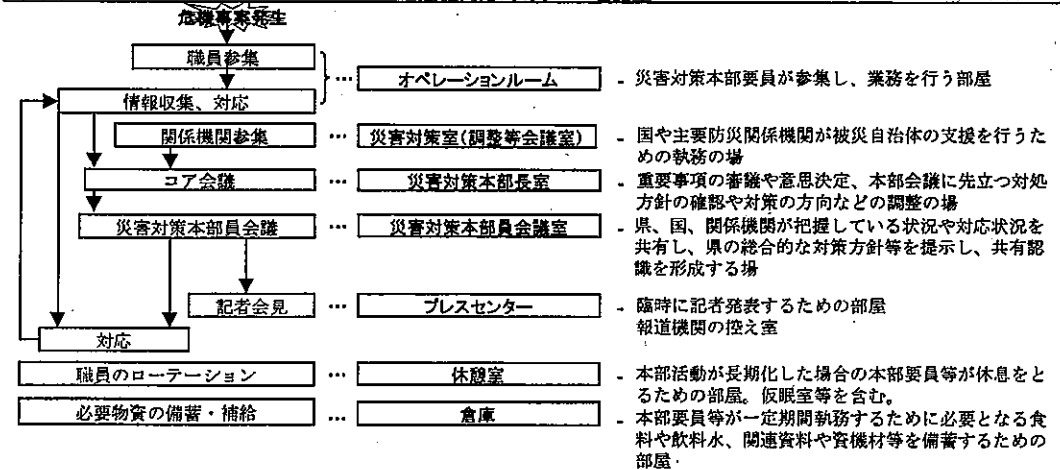 危機事案発生
職員参集
… オペレーションルーム - 災害対策本部要員が参集し、業務を行う部屋
情報収集、対応
関係機関参集 … 災害対策室(調整等会議室) - 国や主要防災関係機関が被災自治体の支援を行うた
めの執務の場
コア会議 … 災害対策本部長室 - 重要事項の審議や意思決定、本部会議に先立つ対処
方針の確認や対策の方向などの調整の場
災害対策本部員会議 … 災害対策本部員会議室 - 県、国、関係機関が把握している状況や対応状況を
共有し、県の総合的な対策方針等を提示し、共有認
識を形成する場
記者会見 … プレスセンター - 臨時に記者発表するための部屋
報道機関の控え室
対応
職員のローテーション … 休憩室 - 本部活動が長期化した場合の本部要員等が休息をと
るための部屋。仮眠室等を含む。
必要物資の備蓄・補給 … 倉庫 - 本部要員等が一定期間執務するために必要となる食
料や飲料水、関連資料や資機材等を備蓄するための
部屋